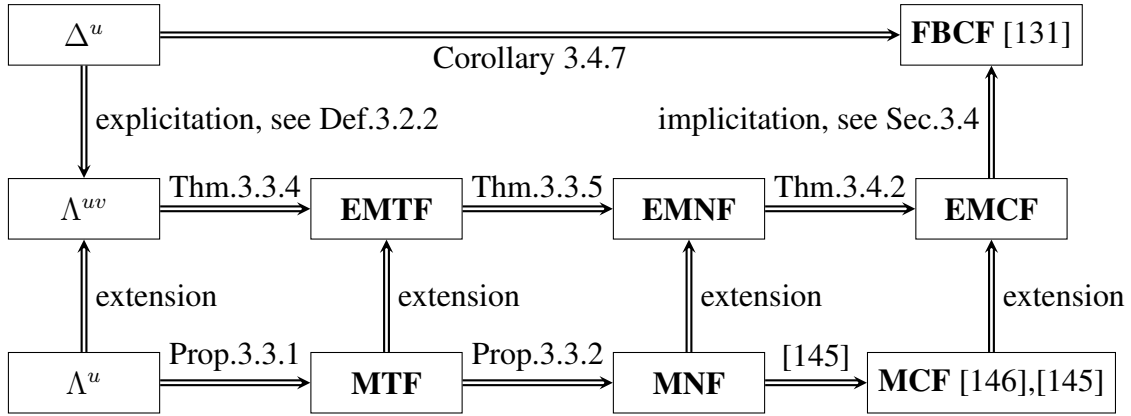 Δ^u FBCF [131]
Corollary 3.4.7
explicitation, see Def.3.2.2 implicitation, see Sec.3.4
Λ^{uv} Thm.3.3.4 EMTF Thm.3.3.5 EMNF Thm.3.4.2 EMCF
extension extension extension extension
Λ^u Prop.3.3.1 MTF Prop.3.3.2 MNF [145] MCF [146],[145]